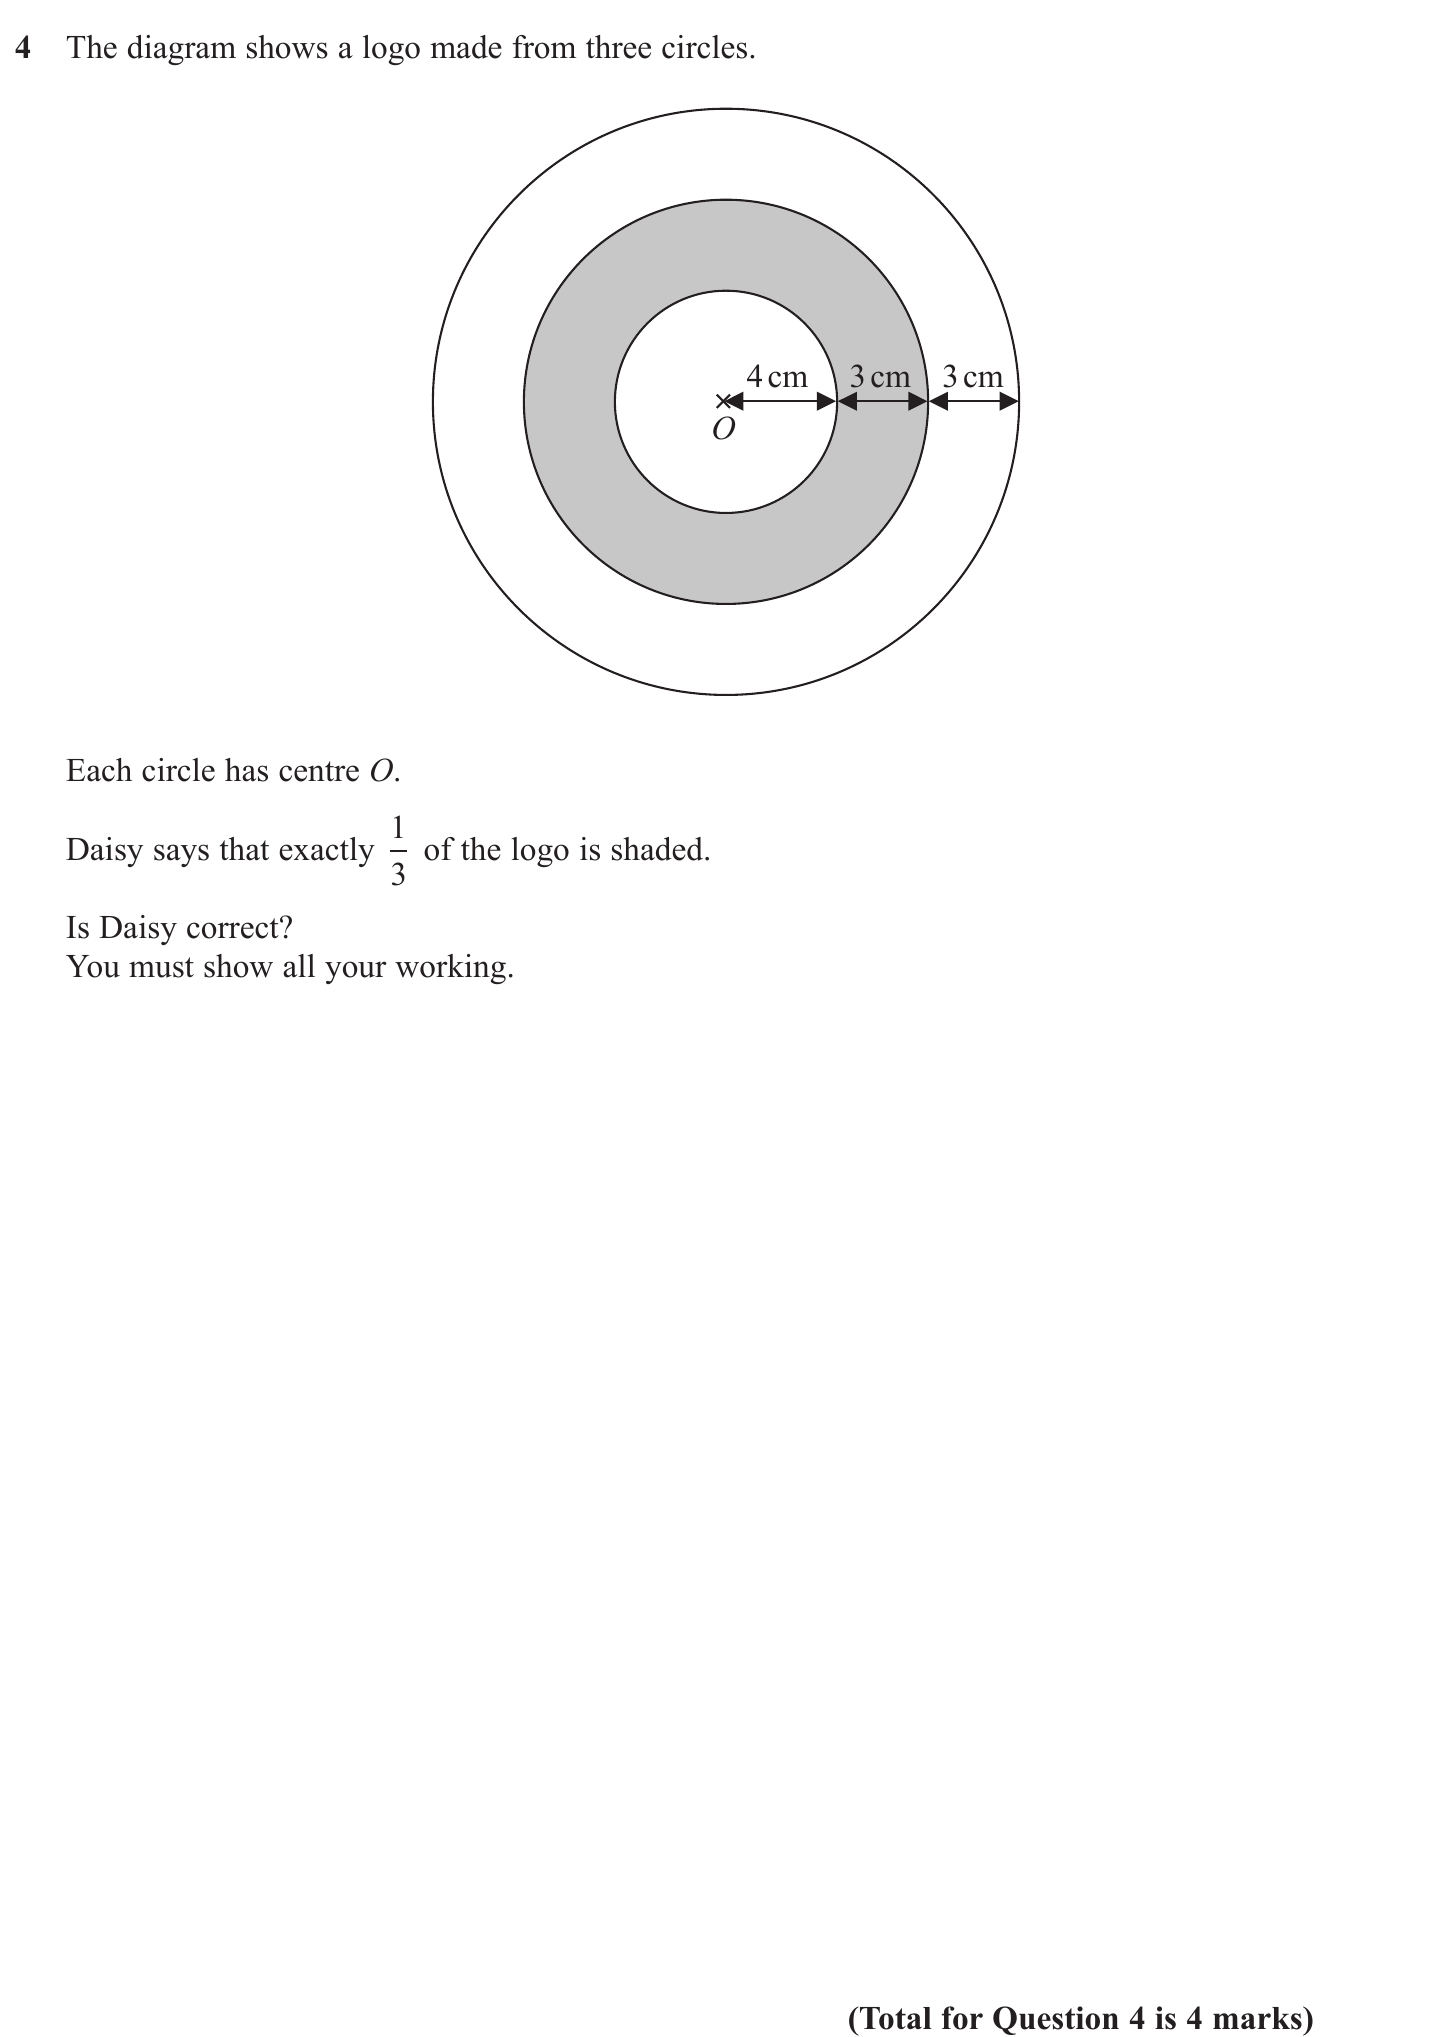 4 The diagram shows a logo made from three circles.
4 cm 3 cm 3 cm
O
Each circle has centre O.
Daisy says that exactly 1/3 of the logo is shaded.
Is Daisy correct?
You must show all your working.
(Total for Question 4 is 4 marks)